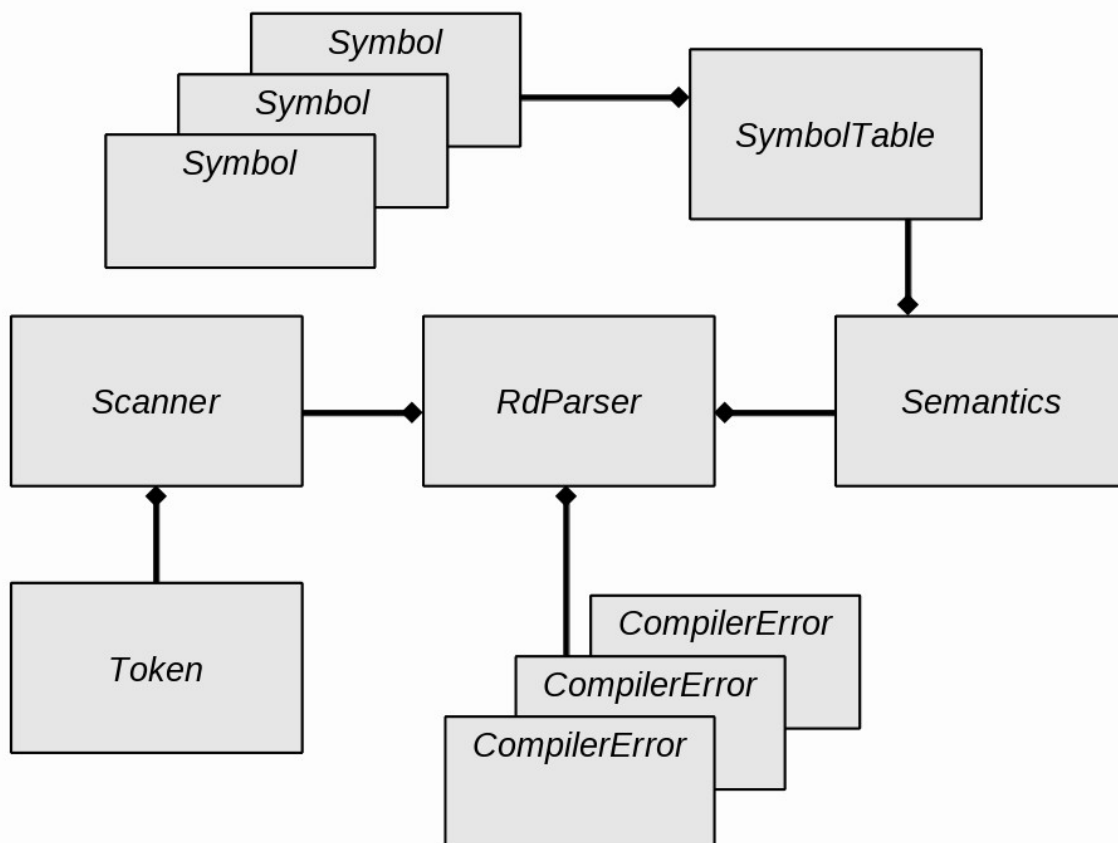 Symbol
Symbol
Symbol
SymbolTable
Scanner
RdParser
Semantics
Token
CompilerError
CompilerError
CompilerError